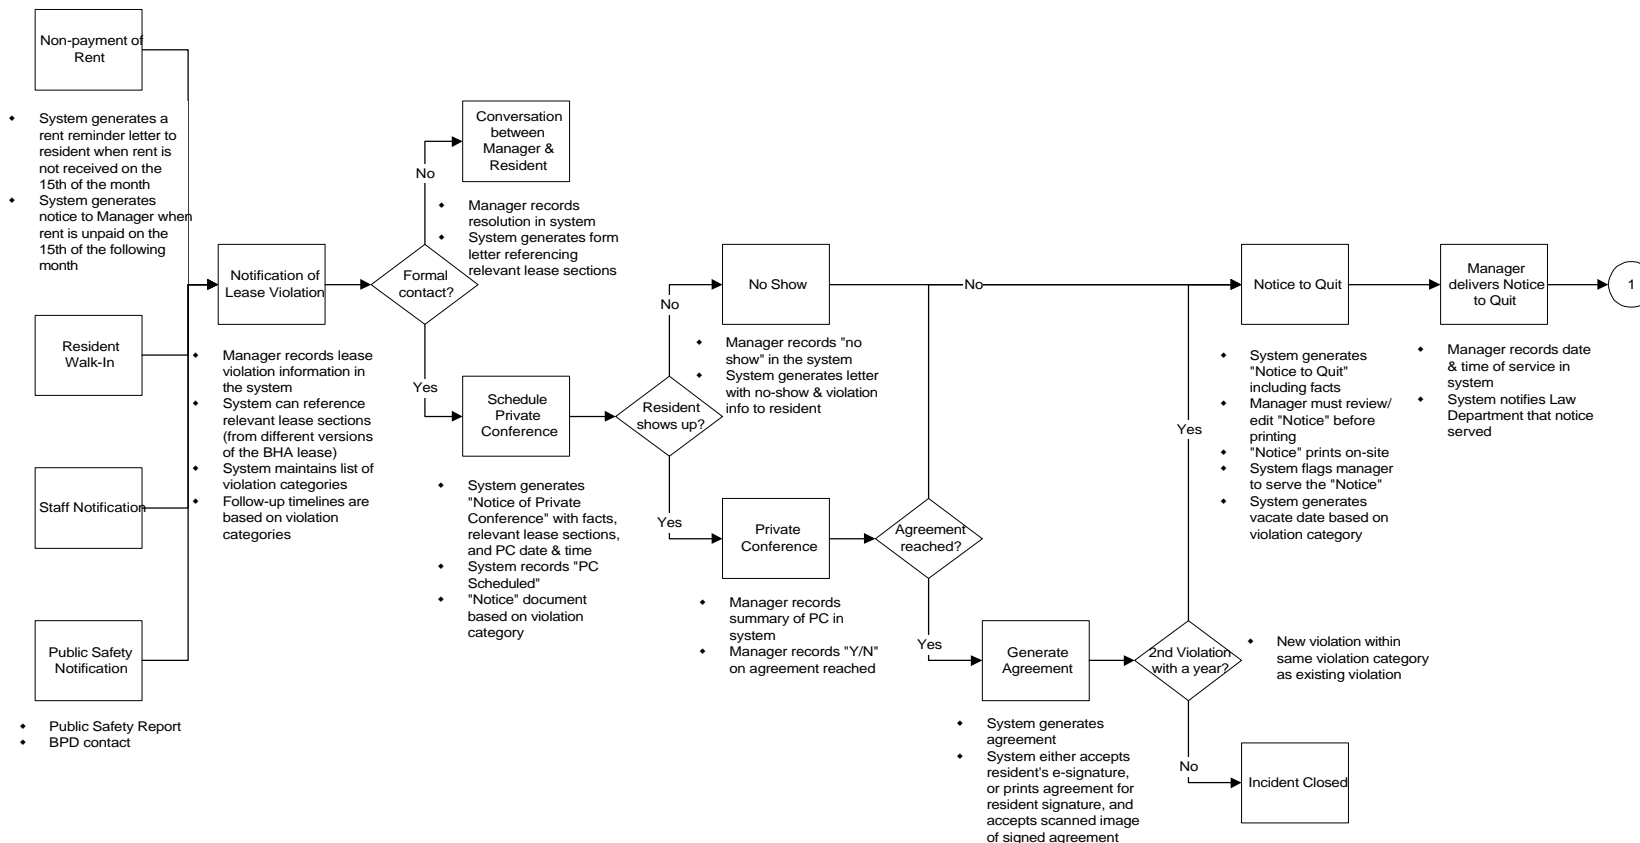 Non-payment of
Rent
System generates a
rent reminder letter to
resident when rent is
not received on the
15th of the month
System generates
notice to Manager when
rent is unpaid on the
15th of the following
month
Resident
Walk-In
Staff Notification
Public Safety
Notification
Public Safety Report
BPD contact
Notification of
Lease Violation
Manager records lease
violation information in
the system
System can reference
relevant lease sections
(from different versions
of the BHA lease)
System maintains list of
violation categories
Follow-up timelines are
based on violation
categories
Formal
contact?
No
Yes
Conversation
between
Manager &
Resident
Manager records
resolution in system
System generates form
letter referencing
relevant lease sections
Schedule
Private
Conference
System generates
"Notice of Private
Conference" with facts,
relevant lease sections,
and PC date & time
System records "PC
Scheduled"
"Notice" document
based on violation
category
Resident
shows up?
No
Yes
No Show
Manager records "no
show" in the system
System generates letter
with no-show & violation
info to resident
Private
Conference
Manager records
summary of PC in
system
Manager records "Y/N"
on agreement reached
Agreement
reached?
No
Yes
Generate
Agreement
System generates
agreement
System either accepts
resident's e-signature,
or prints agreement for
resident signature, and
accepts scanned image
of signed agreement
2nd Violation
with a year?
Yes
No
New violation within
same violation category
as existing violation
Incident Closed
Notice to Quit
System generates
"Notice to Quit"
including facts
Manager must review/
edit "Notice" before
printing
"Notice" prints on-site
System flags manager
to serve the "Notice"
System generates
vacate date based on
violation category
Manager
delivers Notice
to Quit
Manager records date
& time of service in
system
System notifies Law
Department that notice
served
1